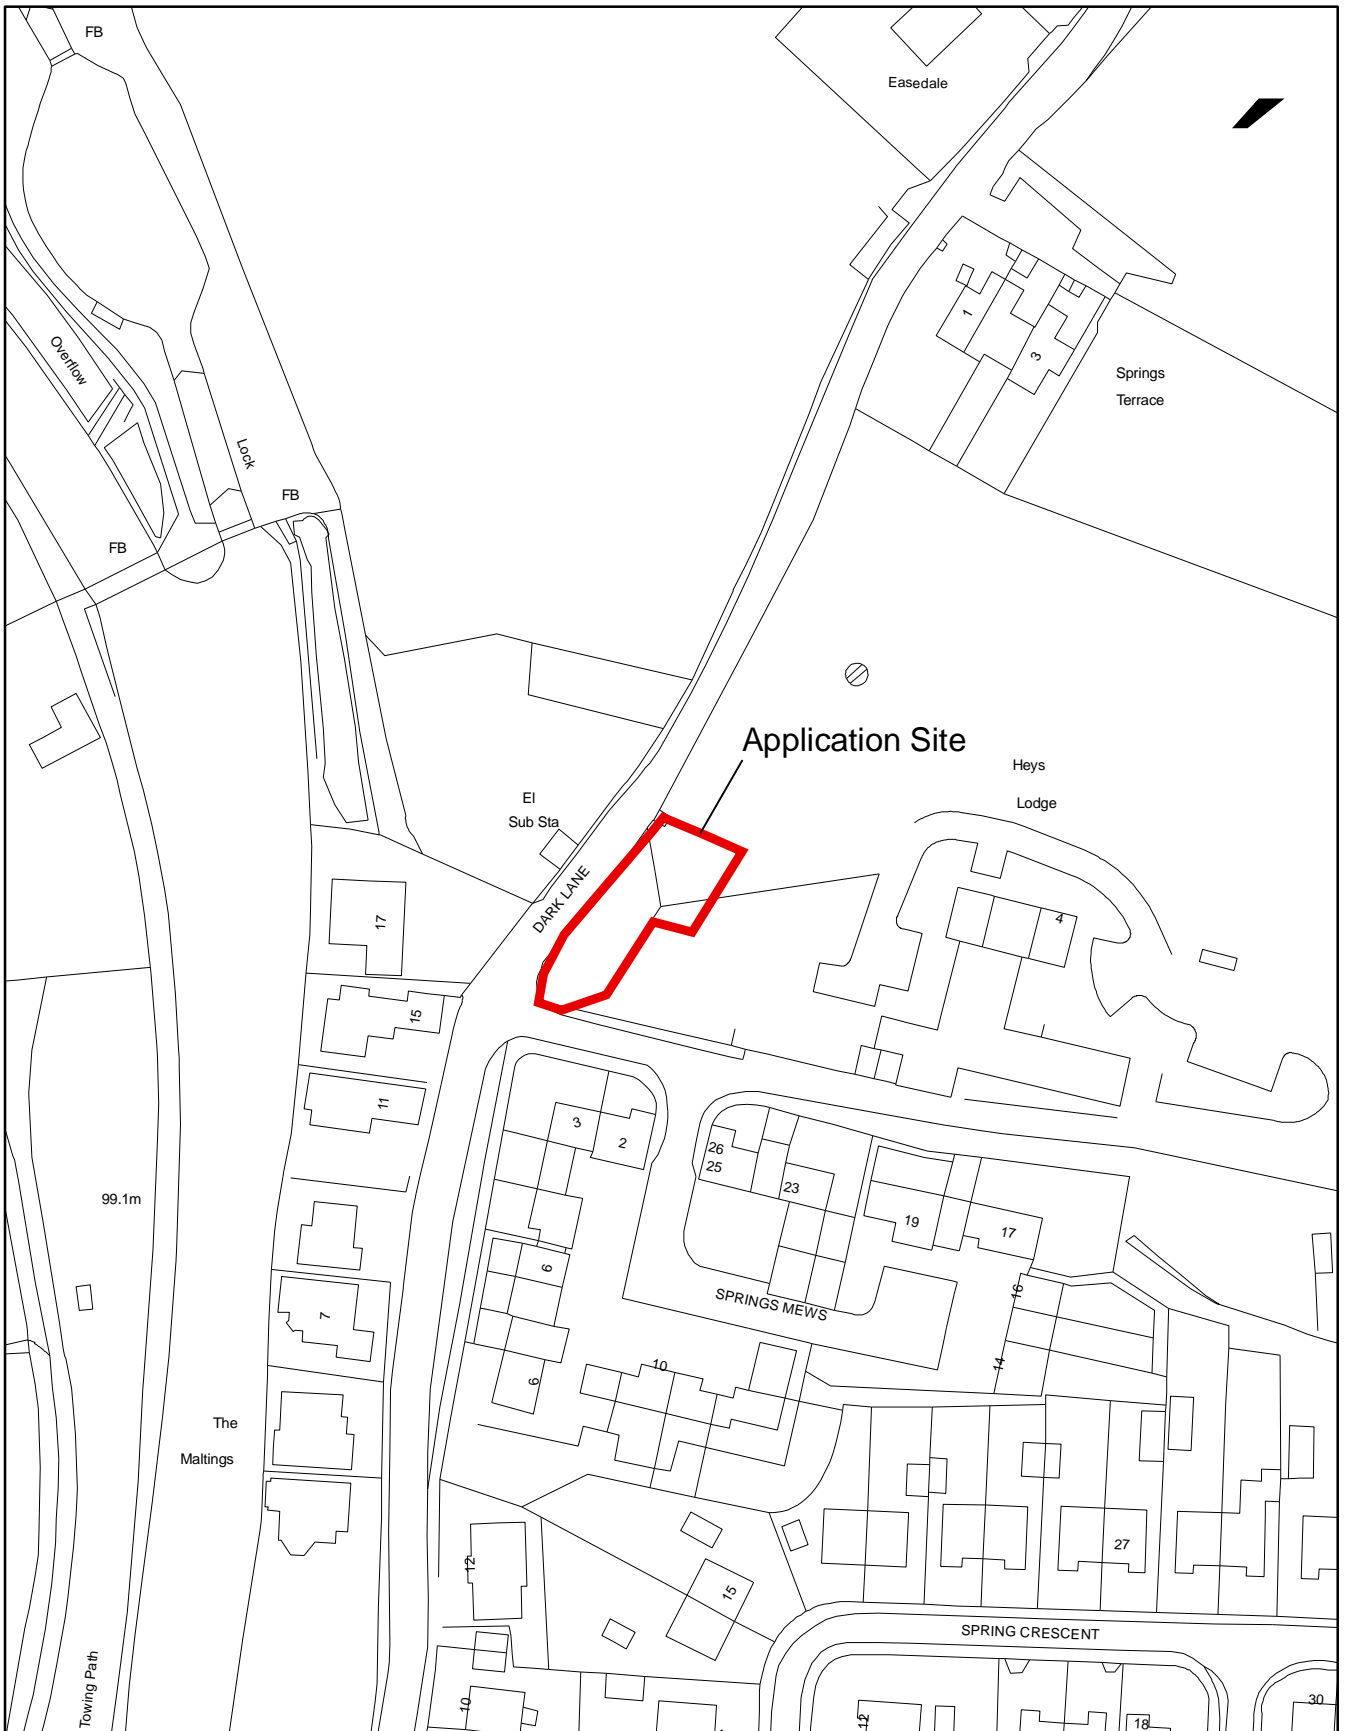 FB
Easedale
Overflow
1
3
Springs
Terrace
Lock
FB
FB
Application Site
Heys
Lodge
El
Sub Sta
DARK LANE
17
4
15
11
3
2
26
25
23
19
17
99.1m
6
SPRINGS MEWS
16
7
14
10
6
The
Maltings
27
12
15
SPRING CRESCENT
Towing Path
10
12
18
30